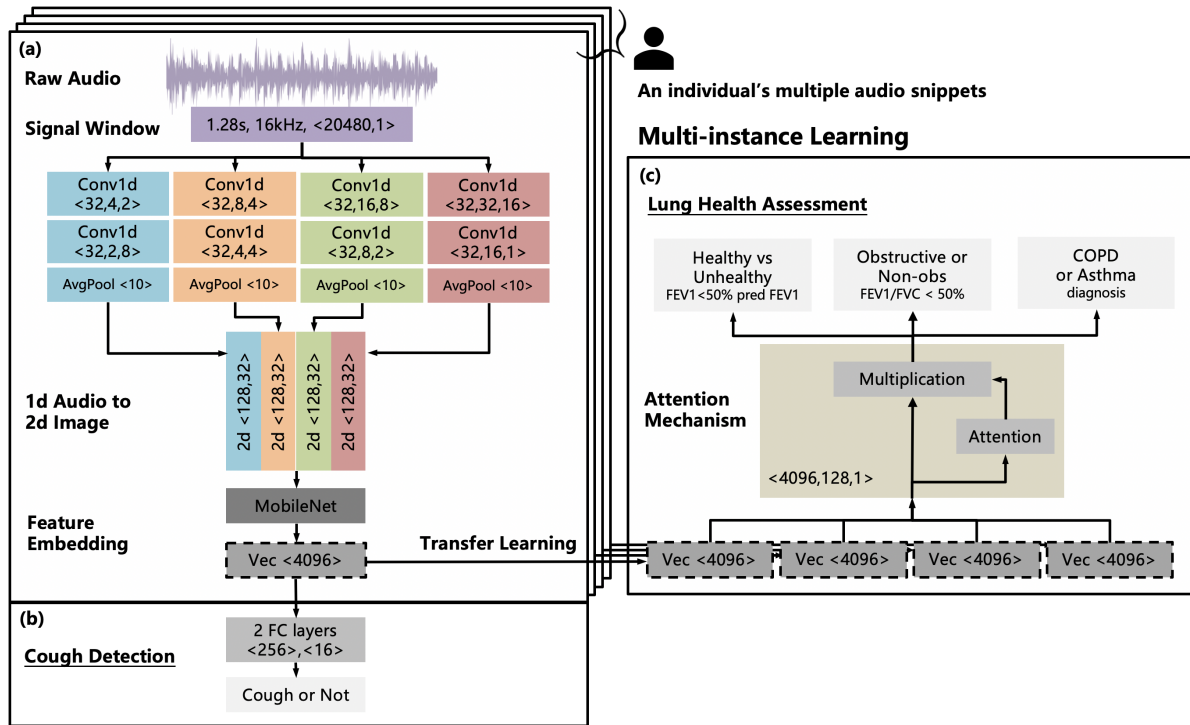 (a)
Raw Audio
Signal Window
1.28s, 16kHz, <20480,1>
Conv1d
<32,4,2>
Conv1d
<32,8,4>
Conv1d
<32,16,8>
Conv1d
<32,32,16>
Conv1d
<32,2,8>
Conv1d
<32,4,4>
Conv1d
<32,8,2>
Conv1d
<32,16,1>
AvgPool <10>
AvgPool <10>
AvgPool <10>
AvgPool <10>
1d Audio to
2d Image
2d <128,32>
2d <128,32>
2d <128,32>
2d <128,32>
MobileNet
Feature
Embedding
Vec <4096>
Transfer Learning
(b)
Cough Detection
2 FC layers
<256>,<16>
Cough or Not
An individual's multiple audio snippets
Multi-instance Learning
(c)
Lung Health Assessment
Healthy vs
Unhealthy
FEV1<50% pred FEV1
Obstructive or
Non-obs
FEV1/FVC < 50%
COPD
or Asthma
diagnosis
Attention
Mechanism
Multiplication
Attention
<4096,128,1>
Vec <4096>
Vec <4096>
Vec <4096>
Vec <4096>